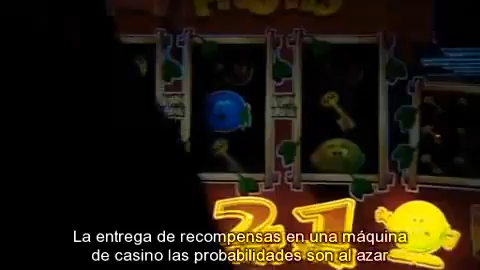 La entrega de recompensas en una máquina
de casino las probabilidades son al azar